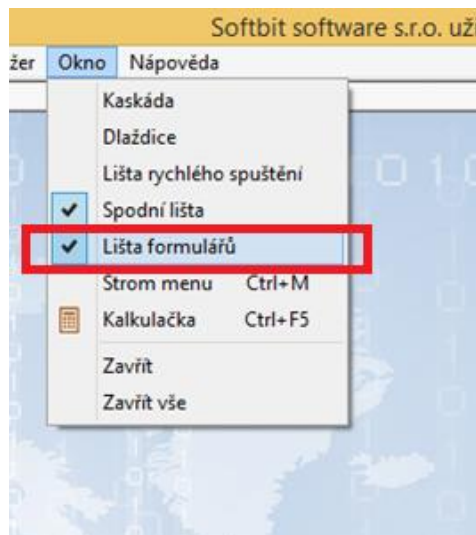 Softbit software s.r.o. uži
žer Okno Nápověda
Kaskáda
Dlaždice
Lišta rychlého spuštění
Spodní lišta
Lišta formulářů
Strom menu Ctrl+M
Kalkulačka Ctrl+F5
Zavřít
Zavřít vše